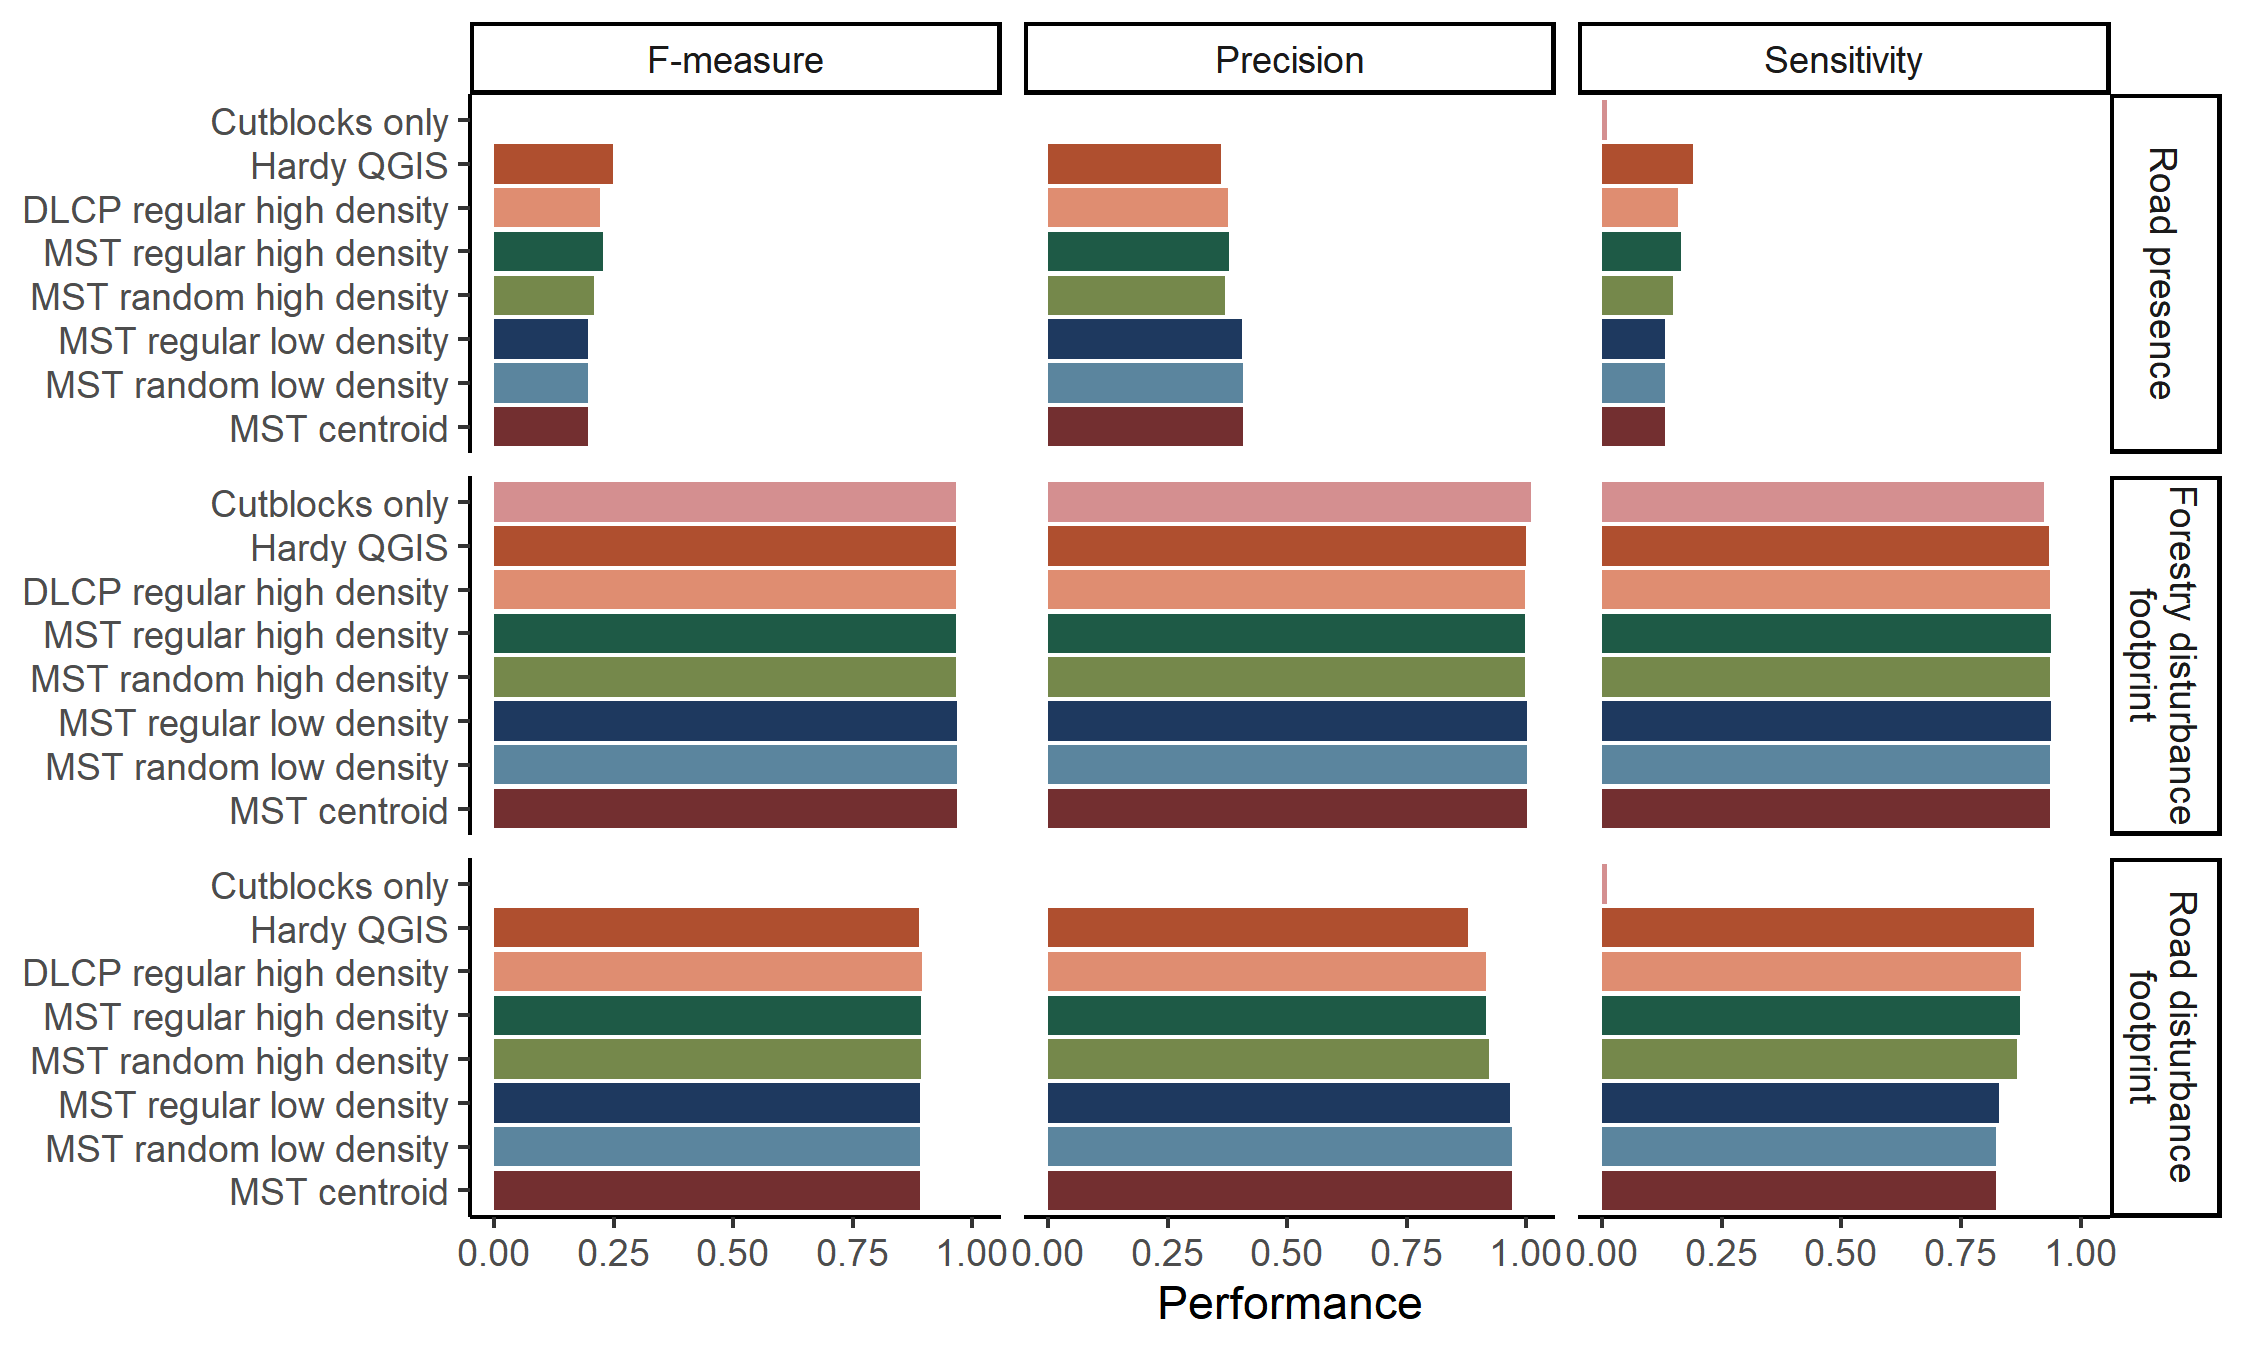 F-measure
Precision
Sensitivity
Cutblocks only
Hardy QGIS
DLCP regular high density
MST regular high density
MST random high density
MST regular low density
MST random low density
MST centroid
Road presence
Cutblocks only
Hardy QGIS
DLCP regular high density
MST regular high density
MST random high density
MST regular low density
MST random low density
MST centroid
Forestry disturbance
footprint
Cutblocks only
Hardy QGIS
DLCP regular high density
MST regular high density
MST random high density
MST regular low density
MST random low density
MST centroid
Road disturbance
footprint
0.00 0.25 0.50 0.75 1.00
0.00 0.25 0.50 0.75 1.00
0.00 0.25 0.50 0.75 1.00
Performance